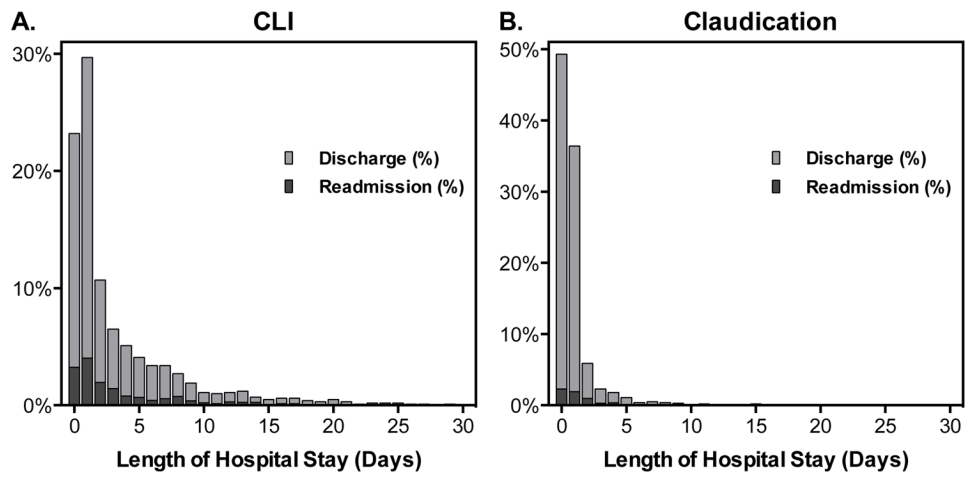 A. CLI
30%
20%
10%
0%
Discharge (%)
Readmission (%)
0 5 10 15 20 25 30
Length of Hospital Stay (Days)
B. Claudication
50%
40%
30%
20%
10%
0%
Discharge (%)
Readmission (%)
0 5 10 15 20 25 30
Length of Hospital Stay (Days)